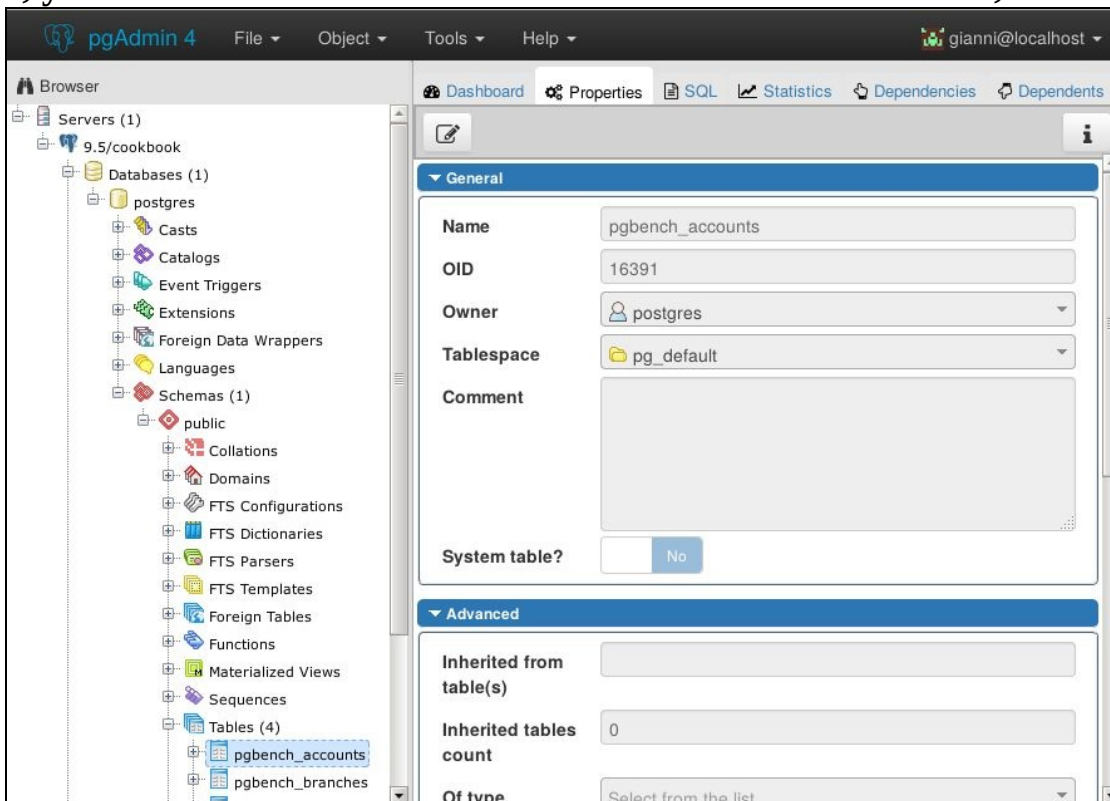 pgAdmin 4 File Object Tools Help gianni@localhost
Browser
Servers (1)
9.5/cookbook
Databases (1)
postgres
Casts
Catalogs
Event Triggers
Extensions
Foreign Data Wrappers
Languages
Schemas (1)
public
Collations
Domains
FTS Configurations
FTS Dictionaries
FTS Parsers
FTS Templates
Foreign Tables
Functions
Materialized Views
Sequences
Tables (4)
pgbench_accounts
pgbench_branches
Dashboard Properties SQL Statistics Dependencies Dependents
General
Name pgbench_accounts
OID 16391
Owner postgres
Tablespace pg_default
Comment
System table? No
Advanced
Inherited from
table(s)
Inherited tables 0
count
Of type Select from the list